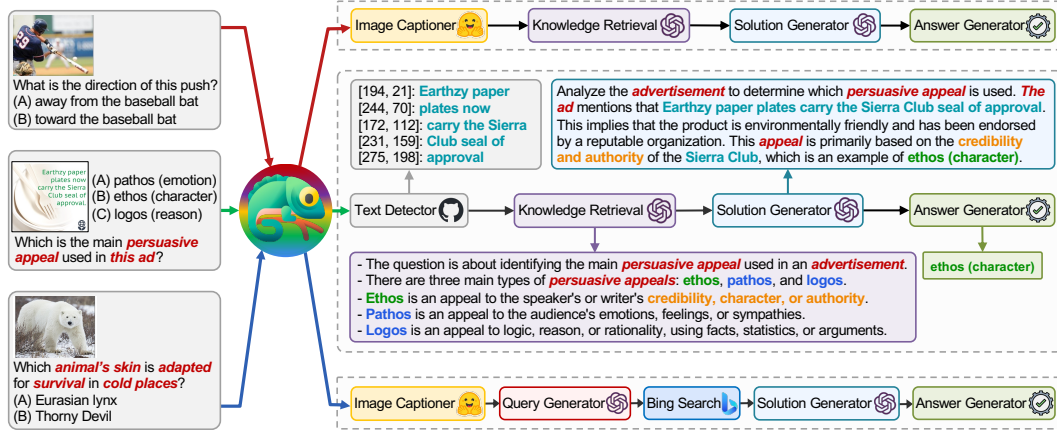 39
What is the direction of this push?
(A) away from the baseball bat
(B) toward the baseball bat
Earthzy paper
plates now
carry the Sierra
Club seal of
approval.
(A) pathos (emotion)
(B) ethos (character)
(C) logos (reason)
Which is the main persuasive
appeal used in this ad?
Which animal's skin is adapted
for survival in cold places?
(A) Eurasian lynx
(B) Thorny Devil
Image Captioner
Knowledge Retrieval
Solution Generator
Answer Generator
[194, 21]: Earthzy paper
[244, 70]: plates now
[172, 112]: carry the Sierra
[231, 159]: Club seal of
[275, 198]: approval
Analyze the advertisement to determine which persuasive appeal is used. The
ad mentions that Earthzy paper plates carry the Sierra Club seal of approval.
This implies that the product is environmentally friendly and has been endorsed
by a reputable organization. This appeal is primarily based on the credibility
and authority of the Sierra Club, which is an example of ethos (character).
Text Detector
Knowledge Retrieval
Solution Generator
Answer Generator
- The question is about identifying the main persuasive appeal used in an advertisement.
- There are three main types of persuasive appeals: ethos, pathos, and logos.
- Ethos is an appeal to the speaker's or writer's credibility, character, or authority.
- Pathos is an appeal to the audience's emotions, feelings, or sympathies.
- Logos is an appeal to logic, reason, or rationality, using facts, statistics, or arguments.
ethos (character)
Image Captioner
Query Generator
Bing Search
Solution Generator
Answer Generator